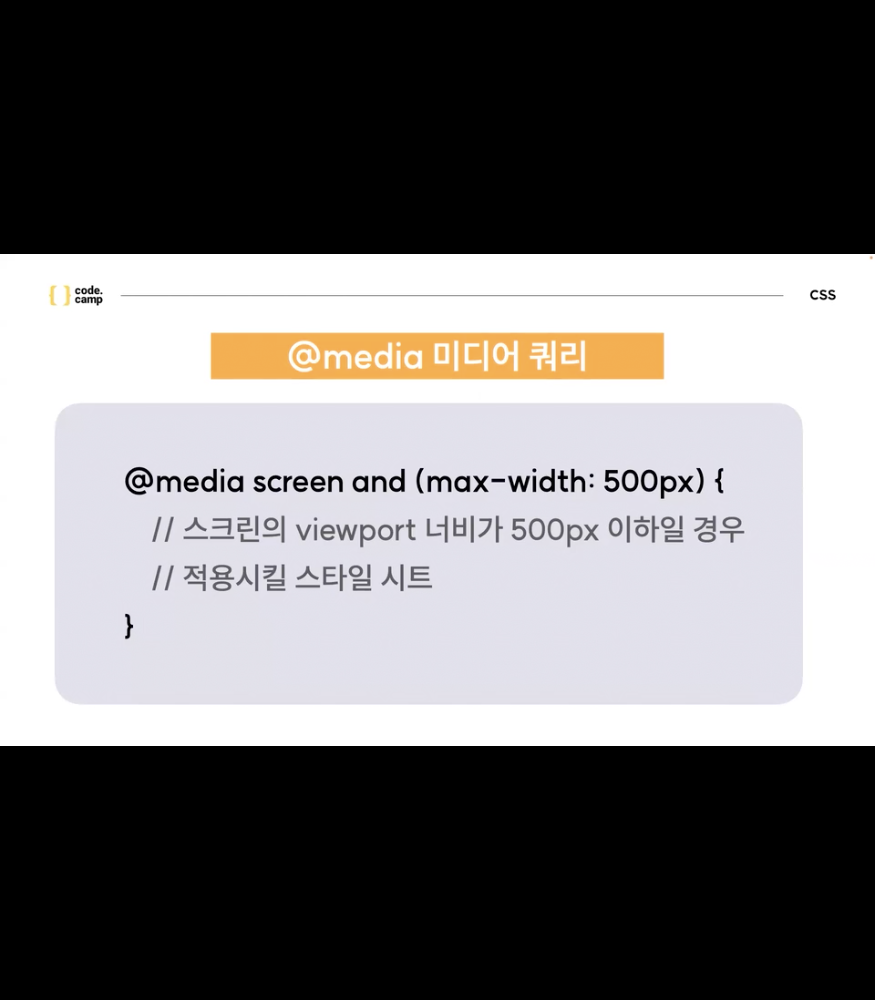 { } code.
camp
CSS
@media 미디어 쿼리
@media screen and (max-width: 500px) {
// 스크린의 viewport 너비가 500px 이하일 경우
// 적용시킬 스타일 시트
}